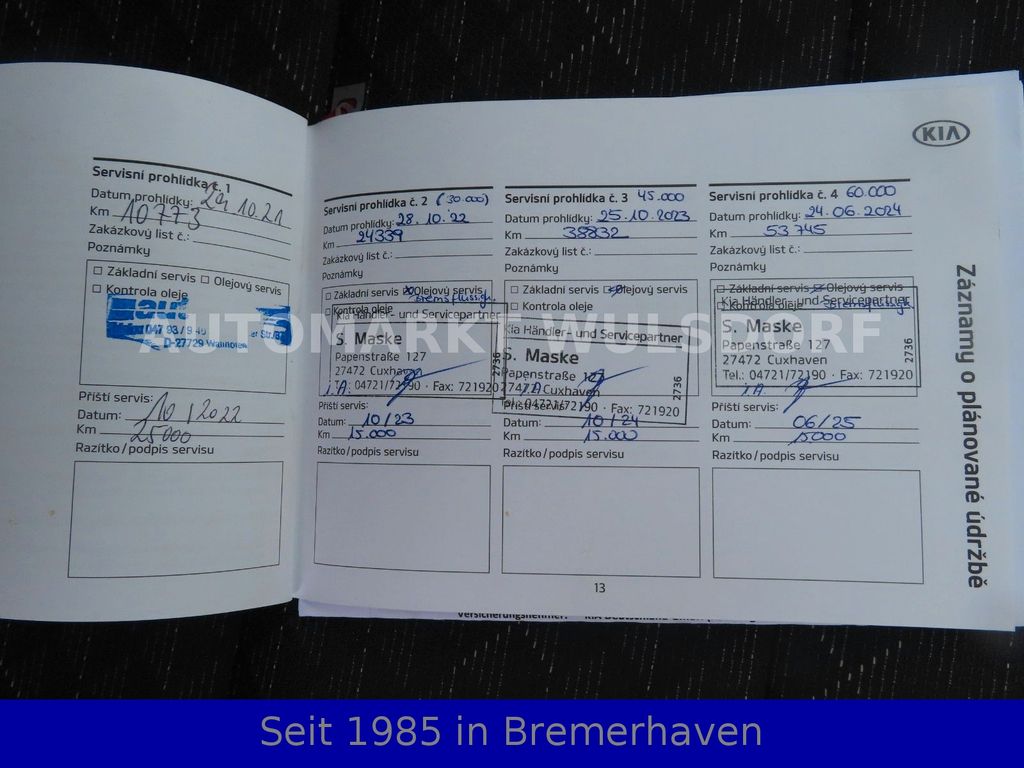 KIA
Servisní prohlídka č. 1
Datum prohlídky: 29.10.21
Km 10773
Zakázkový list č.:
Poznámky
□ Základní servis □ Olejový servis
□ Kontrola oleje
D-27729
Příští servis:
Datum: 10/2022
Km 25000
Razítko/podpis servisu
Servisní prohlídka č. 2 (30.000)
Datum prohlídky: 28.10.22
Km 24339
Zakázkový list č.:
Poznámky
□ Základní servis Olejový servis
Bremsflüssigk.
□ Kontrola oleje
Kia Händler- und Servicepartner
S. Maske
Papenstraße 127
27472 Cuxhaven
Tel.: 04721/72190 · Fax: 721920
2736
i.A.
Příští servis:
Datum: 10/23
Km 15.000
Razítko/podpis servisu
Servisní prohlídka č. 3 45.000
Datum prohlídky: 25.10.2023
Km 38832
Zakázkový list č.:
Poznámky
□ Základní servis Olejový servis
□ Kontrola oleje
Kia Händler- und Servicepartner
S. Maske
Papenstraße 127
27472 Cuxhaven
Tel.: 04721/72190 · Fax: 721920
2736
i.A.
Příští servis:
Datum: 10/24
Km 15.000
Razítko/podpis servisu
Servisní prohlídka č. 4 60.000
Datum prohlídky: 24.06.2024
Km 53745
Zakázkový list č.:
Poznámky
□ Základní servis Olejový servis
□ Kontrola oleje Bremsflüssigk.
Kia Händler- und Servicepartner
S. Maske
Papenstraße 127
27472 Cuxhaven
Tel.: 04721/72190 · Fax: 721920
2736
i.A.
Příští servis:
Datum: 06/25
Km 15000
Razítko/podpis servisu
Záznamy o plánované údržbě
13
Versicherungsnehmer:
AUTOMARKT WULSDORF
Seit 1985 in Bremerhaven